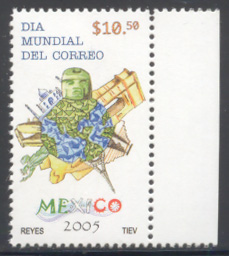 DIA $10.50
MUNDIAL
DEL CORREO
MEXICO
2005
REYES TIEV